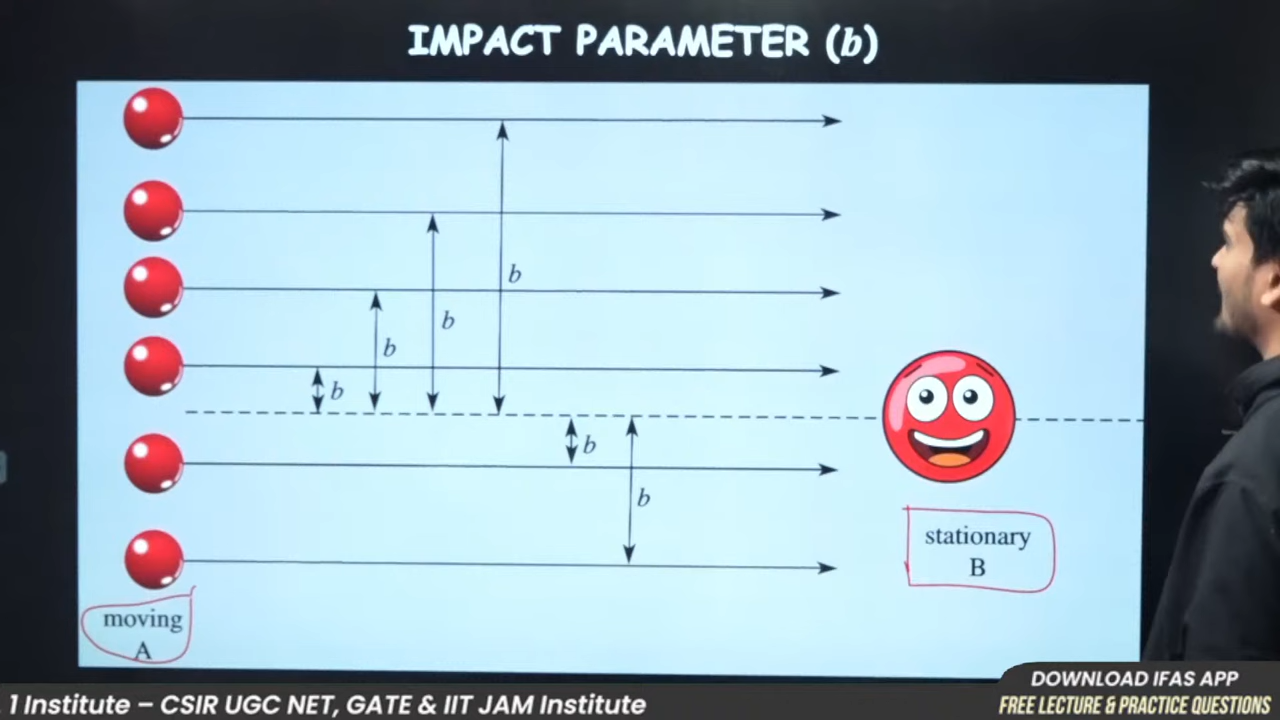 IMPACT PARAMETER (b)
b
b
b
b
b
b
stationary
B
moving
A
1 Institute – CSIR UGC NET, GATE & IIT JAM Institute
DOWNLOAD IFAS APP
FREE LECTURE & PRACTICE QUESTIONS